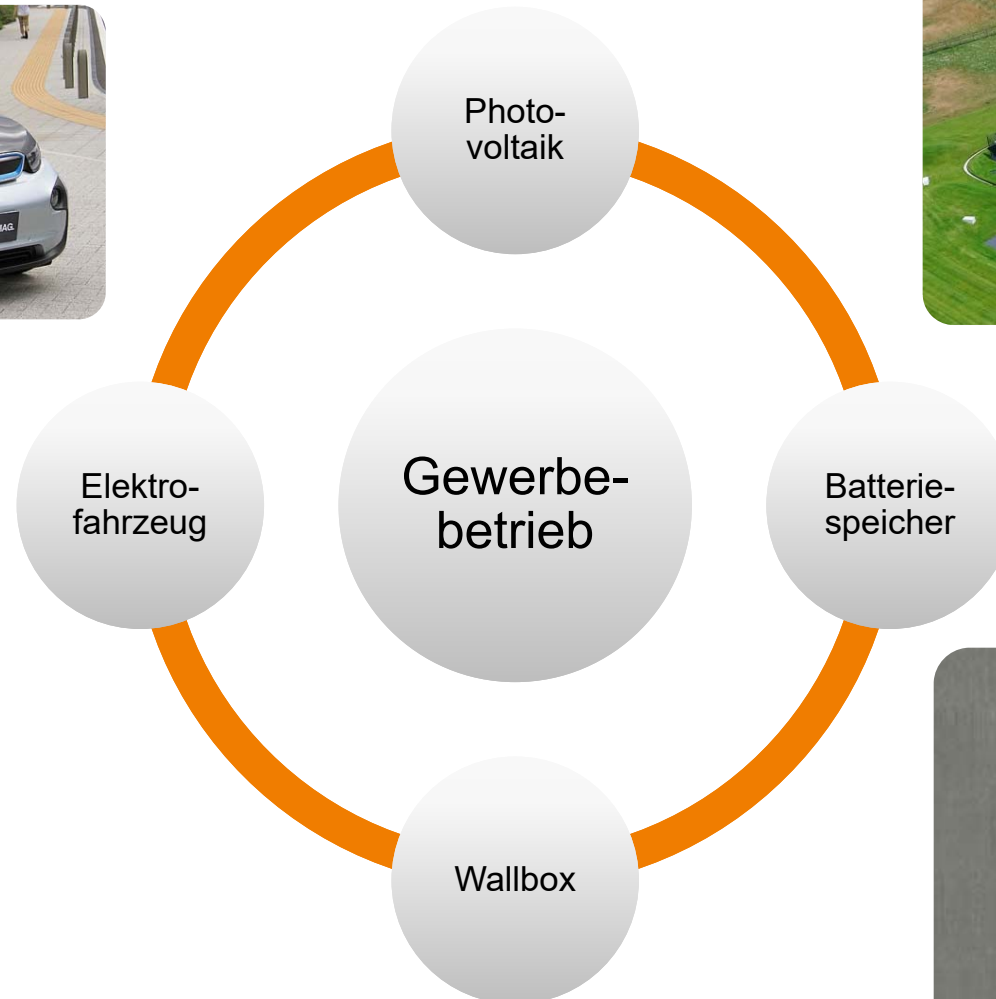 Photo-
voltaik
Elektro-
fahrzeug
Gewerbe-
betrieb
Batterie-
speicher
Wallbox